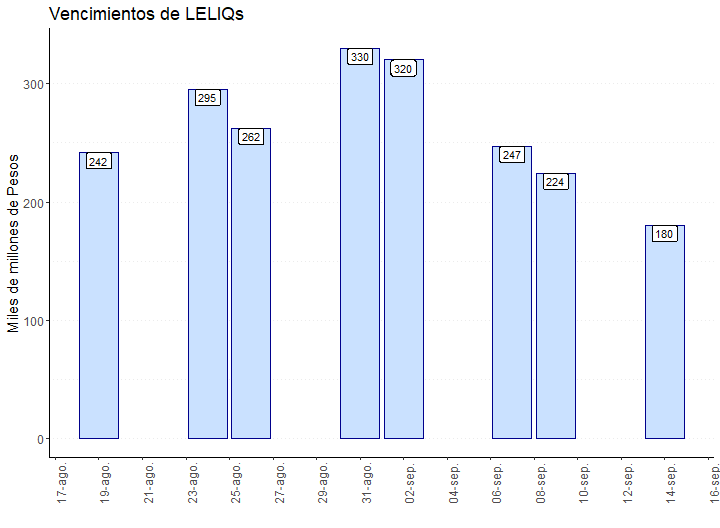 Vencimientos de LELIQs
Miles de millones de Pesos
300
200
100
0
242
295
262
330
320
247
224
180
17-ago.
19-ago.
21-ago.
23-ago.
25-ago.
27-ago.
29-ago.
31-ago.
02-sep.
04-sep.
06-sep.
08-sep.
10-sep.
12-sep.
14-sep.
16-sep.